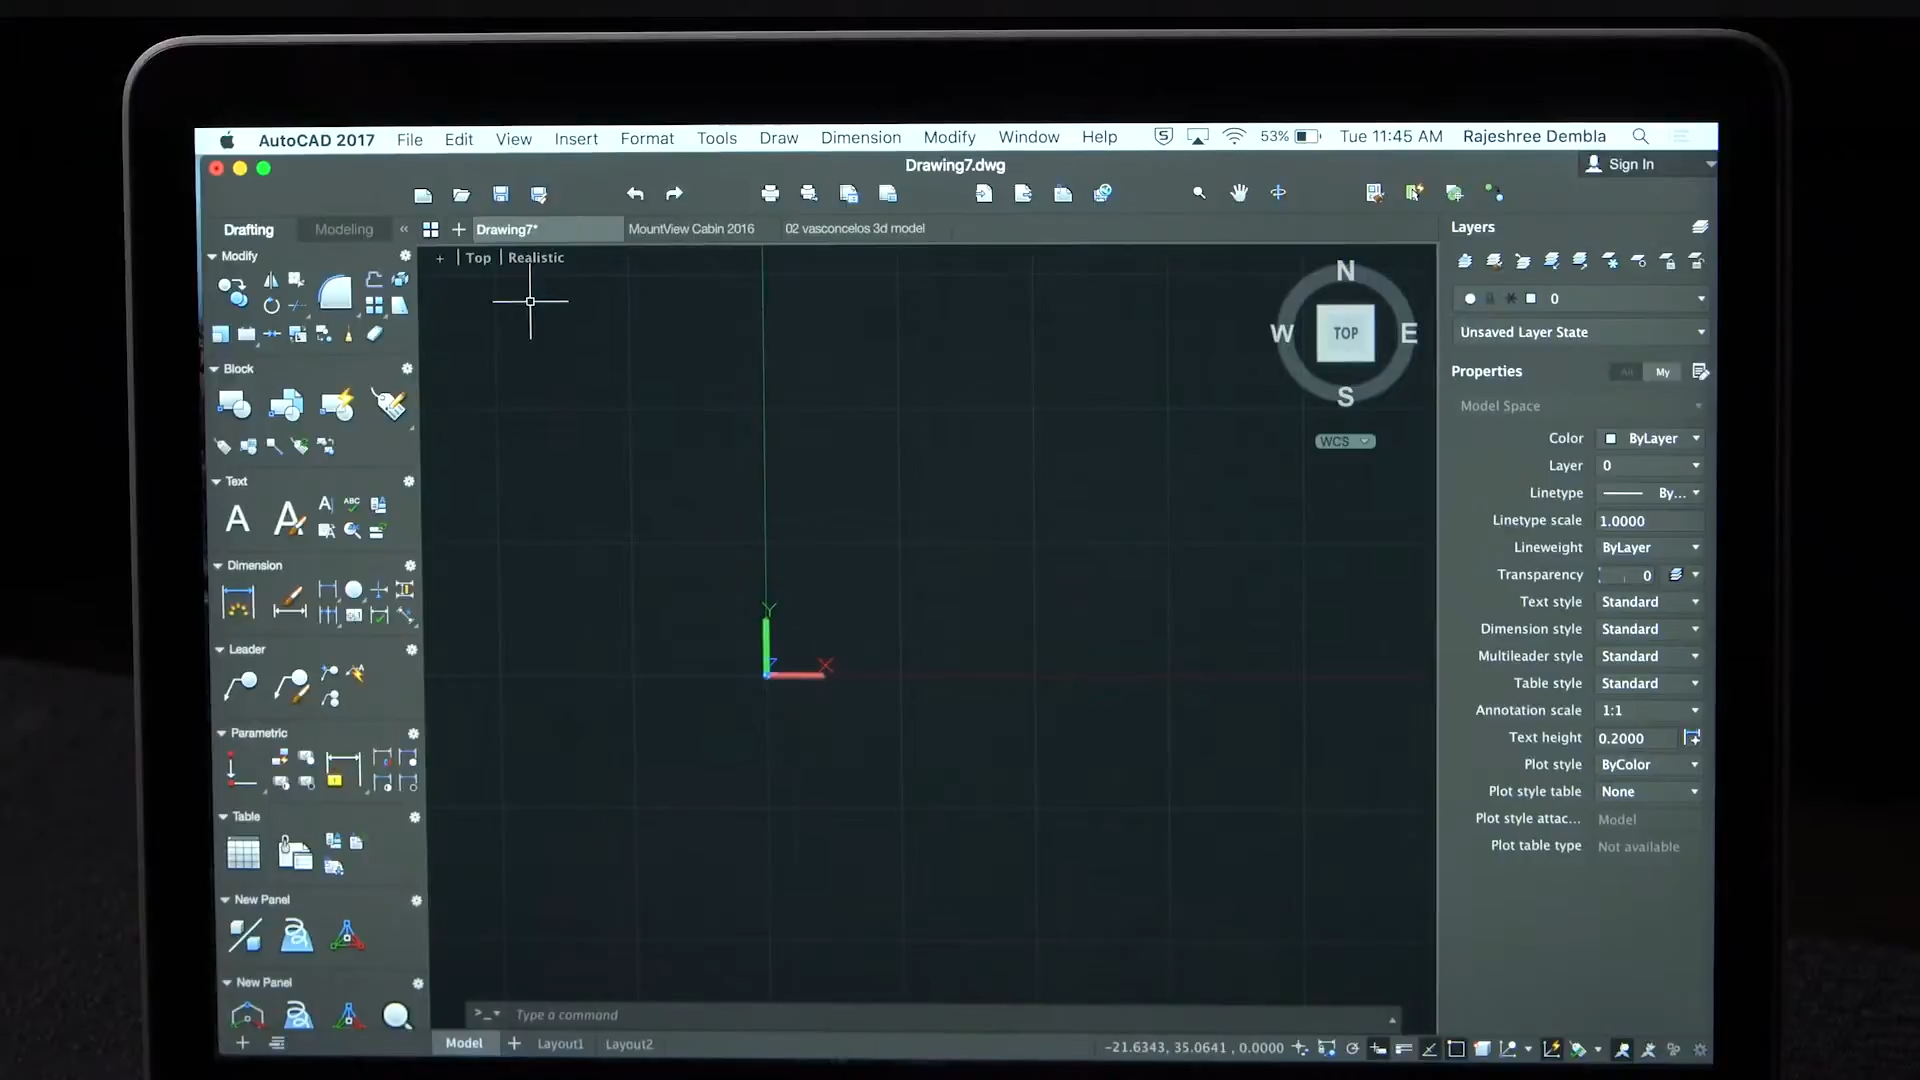 AutoCAD 2017 File Edit View Insert Format Tools Draw Dimension Modify Window Help 53% Tue 11:45 AM Rajeshree Dembla
Drawing7.dwg
Sign In
Drafting Modeling
Drawing7* MountView Cabin 2016 02 vasconcelos 3d model
+ | Top | Realistic
Modify
Block
Text
A A A ABC
Dimension
Leader
Parametric
Table
New Panel
New Panel
N
W TOP E
S
WCS
Y
X
Z
>_ Type a command
Model + Layout1 Layout2
-21.6343, 35.0641 , 0.0000
Layers
0
Unsaved Layer State
Properties All My
Model Space
Color ByLayer
Layer 0
Linetype By...
Linetype scale 1.0000
Lineweight ByLayer
Transparency 0
Text style Standard
Dimension style Standard
Multileader style Standard
Table style Standard
Annotation scale 1:1
Text height 0.2000
Plot style ByColor
Plot style table None
Plot style attac... Model
Plot table type Not available